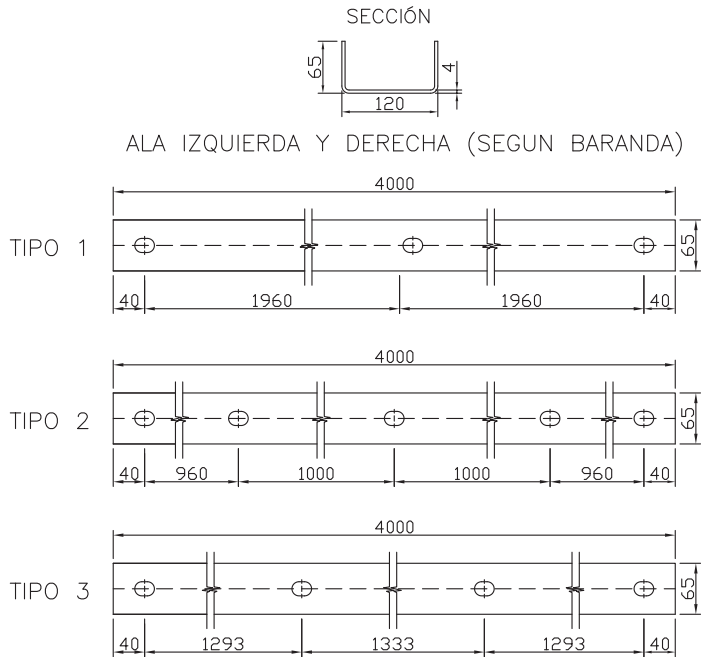 SECCIÓN
65
4
120
ALA IZQUIERDA Y DERECHA (SEGUN BARANDA)
4000
TIPO 1
65
40 1960 1960 40
4000
TIPO 2
65
40 960 1000 1000 960 40
4000
TIPO 3
65
40 1293 1333 1293 40